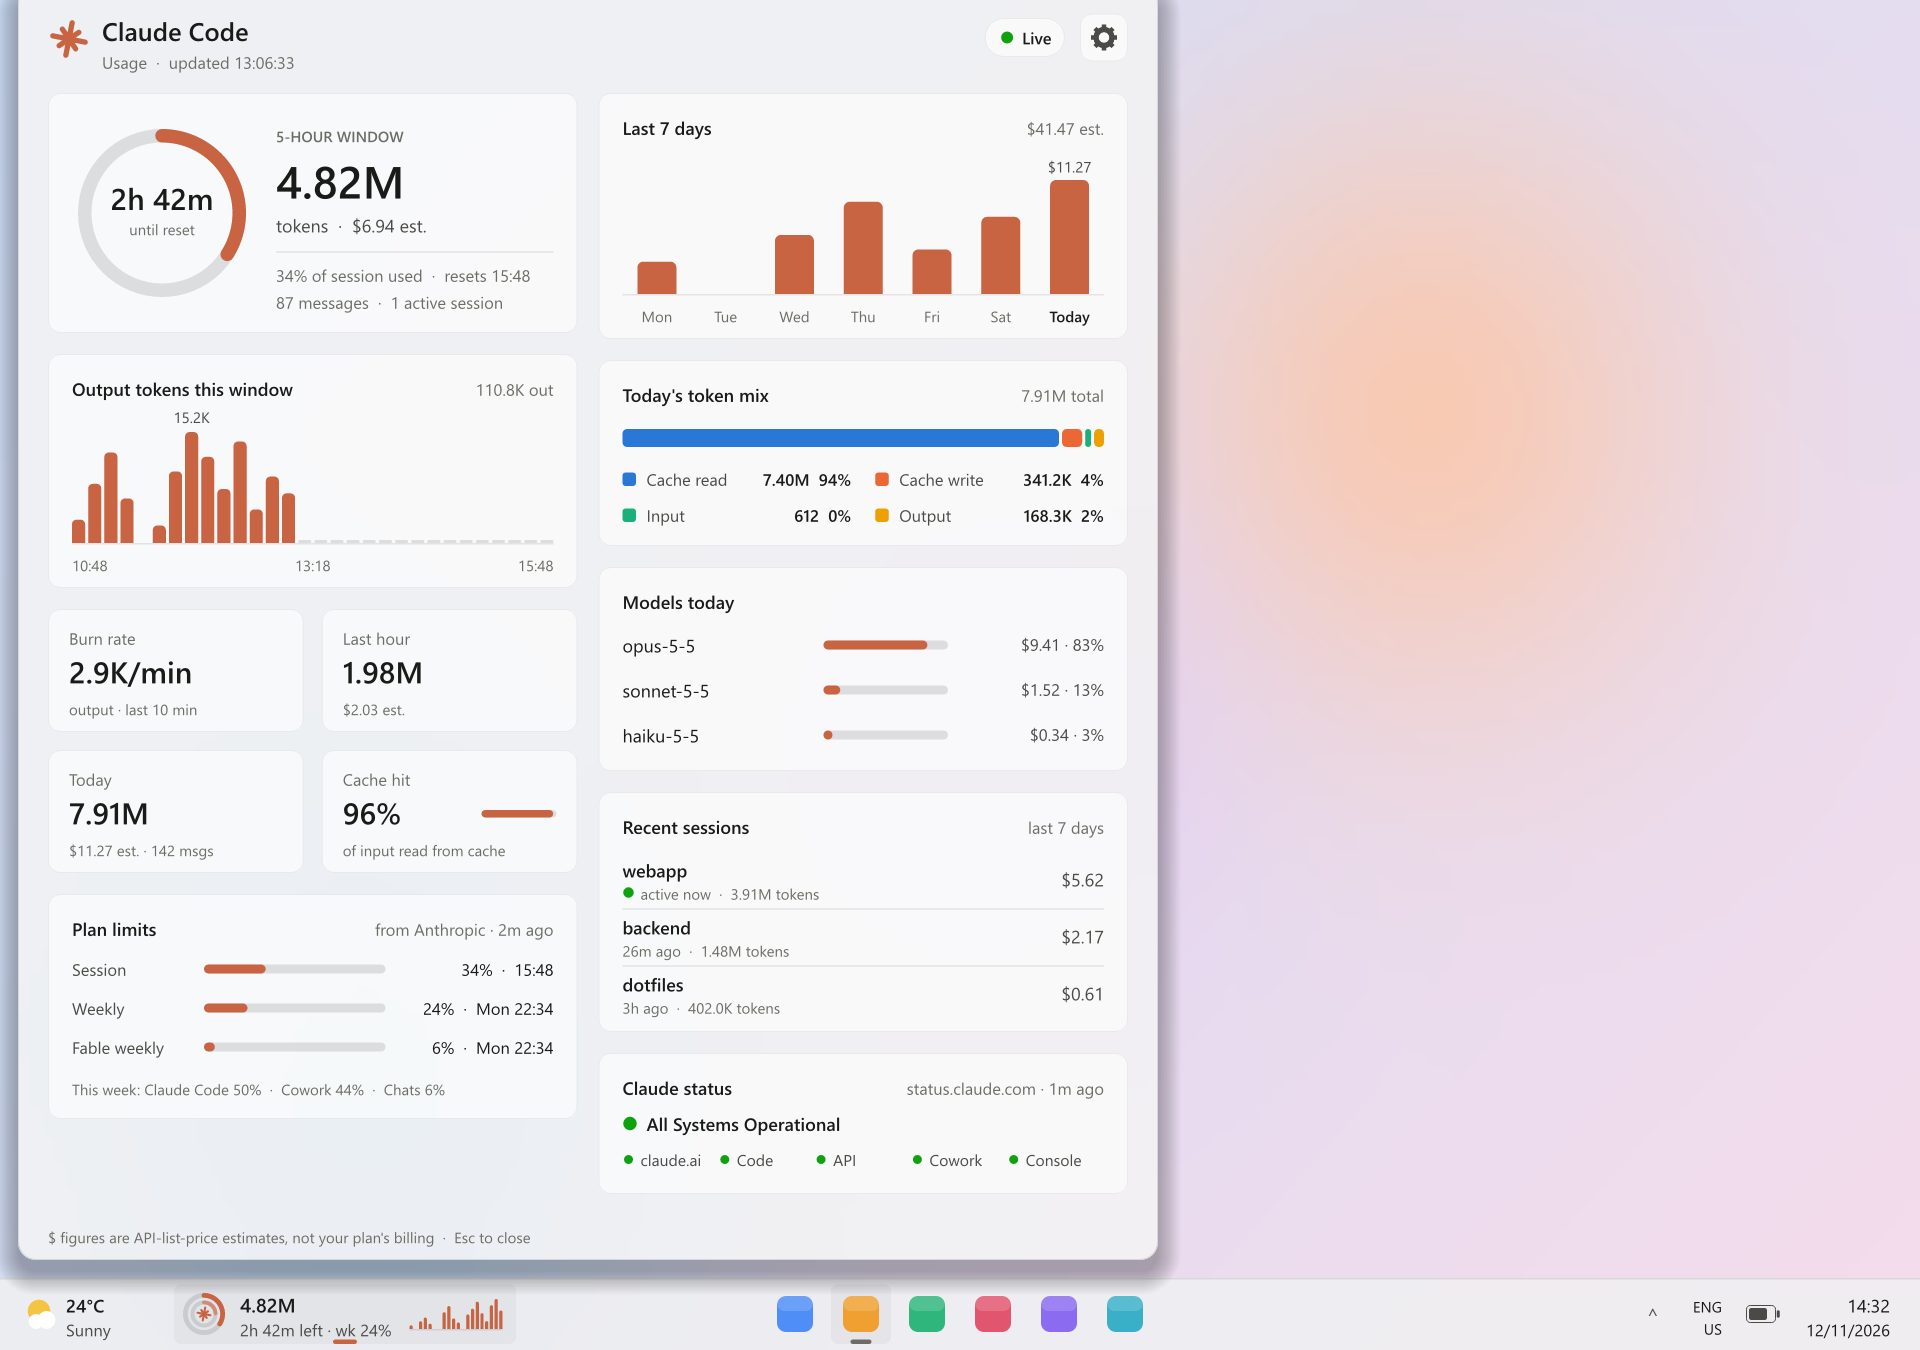 Claude Code
Usage · updated 13:06:33
Live
5-HOUR WINDOW
2h 42m
until reset
4.82M
tokens · $6.94 est.
34% of session used · resets 15:48
87 messages · 1 active session
Output tokens this window
110.8K out
15.2K
10:48
13:18
15:48
Burn rate
2.9K/min
output · last 10 min
Last hour
1.98M
$2.03 est.
Today
7.91M
$11.27 est. · 142 msgs
Cache hit
96%
of input read from cache
Plan limits
from Anthropic · 2m ago
Session
34% · 15:48
Weekly
24% · Mon 22:34
Fable weekly
6% · Mon 22:34
This week: Claude Code 50% · Cowork 44% · Chats 6%
Last 7 days
$41.47 est.
$11.27
Mon Tue Wed Thu Fri Sat Today
Today's token mix
7.91M total
Cache read 7.40M 94%
Cache write 341.2K 4%
Input 612 0%
Output 168.3K 2%
Models today
opus-5-5
$9.41 · 83%
sonnet-5-5
$1.52 · 13%
haiku-5-5
$0.34 · 3%
Recent sessions
last 7 days
webapp
active now · 3.91M tokens
$5.62
backend
26m ago · 1.48M tokens
$2.17
dotfiles
3h ago · 402.0K tokens
$0.61
Claude status
status.claude.com · 1m ago
All Systems Operational
claude.ai Code API Cowork Console
$ figures are API-list-price estimates, not your plan's billing · Esc to close
24°C
Sunny
4.82M
2h 42m left · wk 24%
ENG
US
14:32
12/11/2026